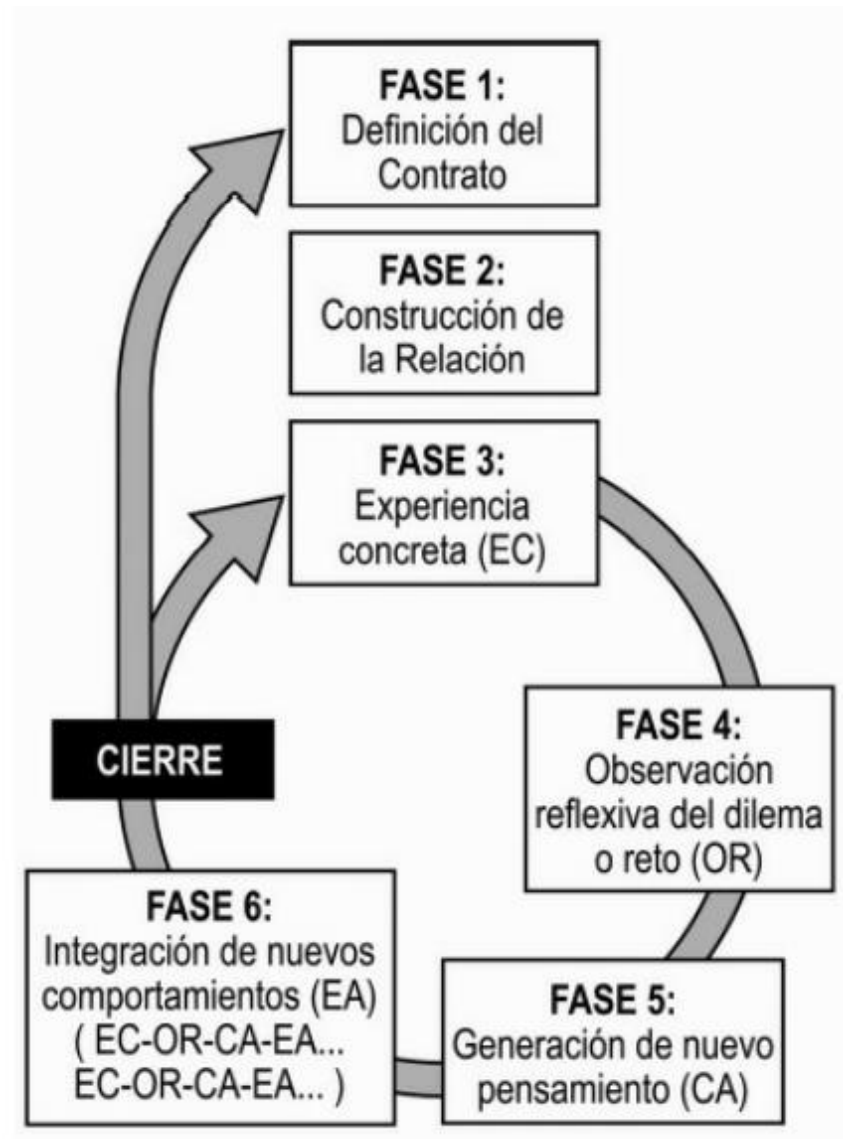 FASE 1:
Definición del
Contrato
FASE 2:
Construcción de
la Relación
FASE 3:
Experiencia
concreta (EC)
FASE 4:
Observación
reflexiva del dilema
o reto (OR)
CIERRE
FASE 6:
Integración de nuevos
comportamientos (EA)
( EC-OR-CA-EA...
EC-OR-CA-EA... )
FASE 5:
Generación de nuevo
pensamiento (CA)